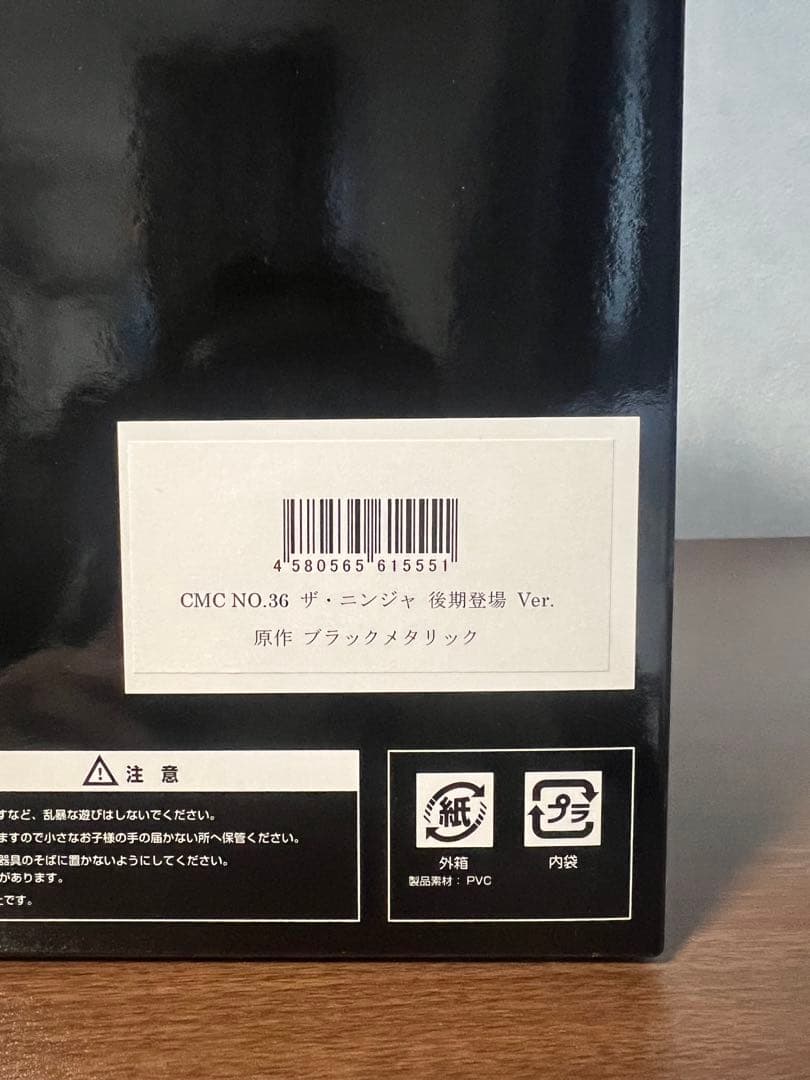 4 580565 615551
CMC NO.36 ザ・ニンジャ 後期登場 Ver.
原作 ブラックメタリック
注 意
すなど、乱暴な遊びはしないでください。
ますので小さなお子様の手の届かない所へ保管ください。
器具のそばに置かないようにしてください。
があります。
です。
紙
外箱
製品素材：PVC
プラ
内袋